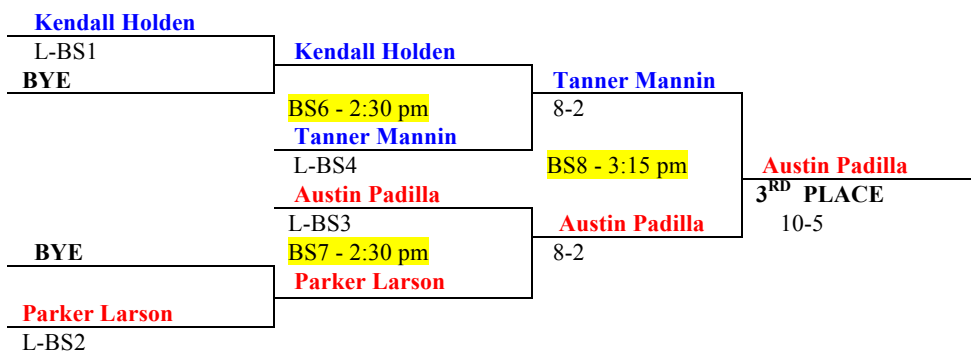 Kendall Holden
L-BS1
BYE
Kendall Holden
BS6 - 2:30 pm
Tanner Mannin
L-BS4
Tanner Mannin
8-2
BS8 - 3:15 pm
Austin Padilla
3RD PLACE
10-5
Austin Padilla
L-BS3
BS7 - 2:30 pm
Parker Larson
Austin Padilla
8-2
BYE
Parker Larson
L-BS2